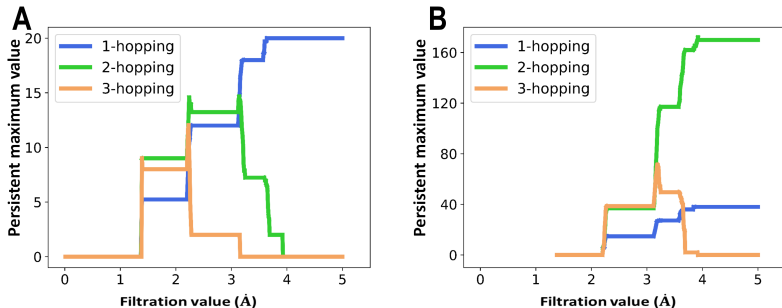 A
Persistent maximum value
20
15
10
5
0
1-hopping
2-hopping
3-hopping
0 1 2 3 4 5
Filtration value (Å)
B
Persistent maximum value
160
120
80
40
0
1-hopping
2-hopping
3-hopping
0 1 2 3 4 5
Filtration value (Å)